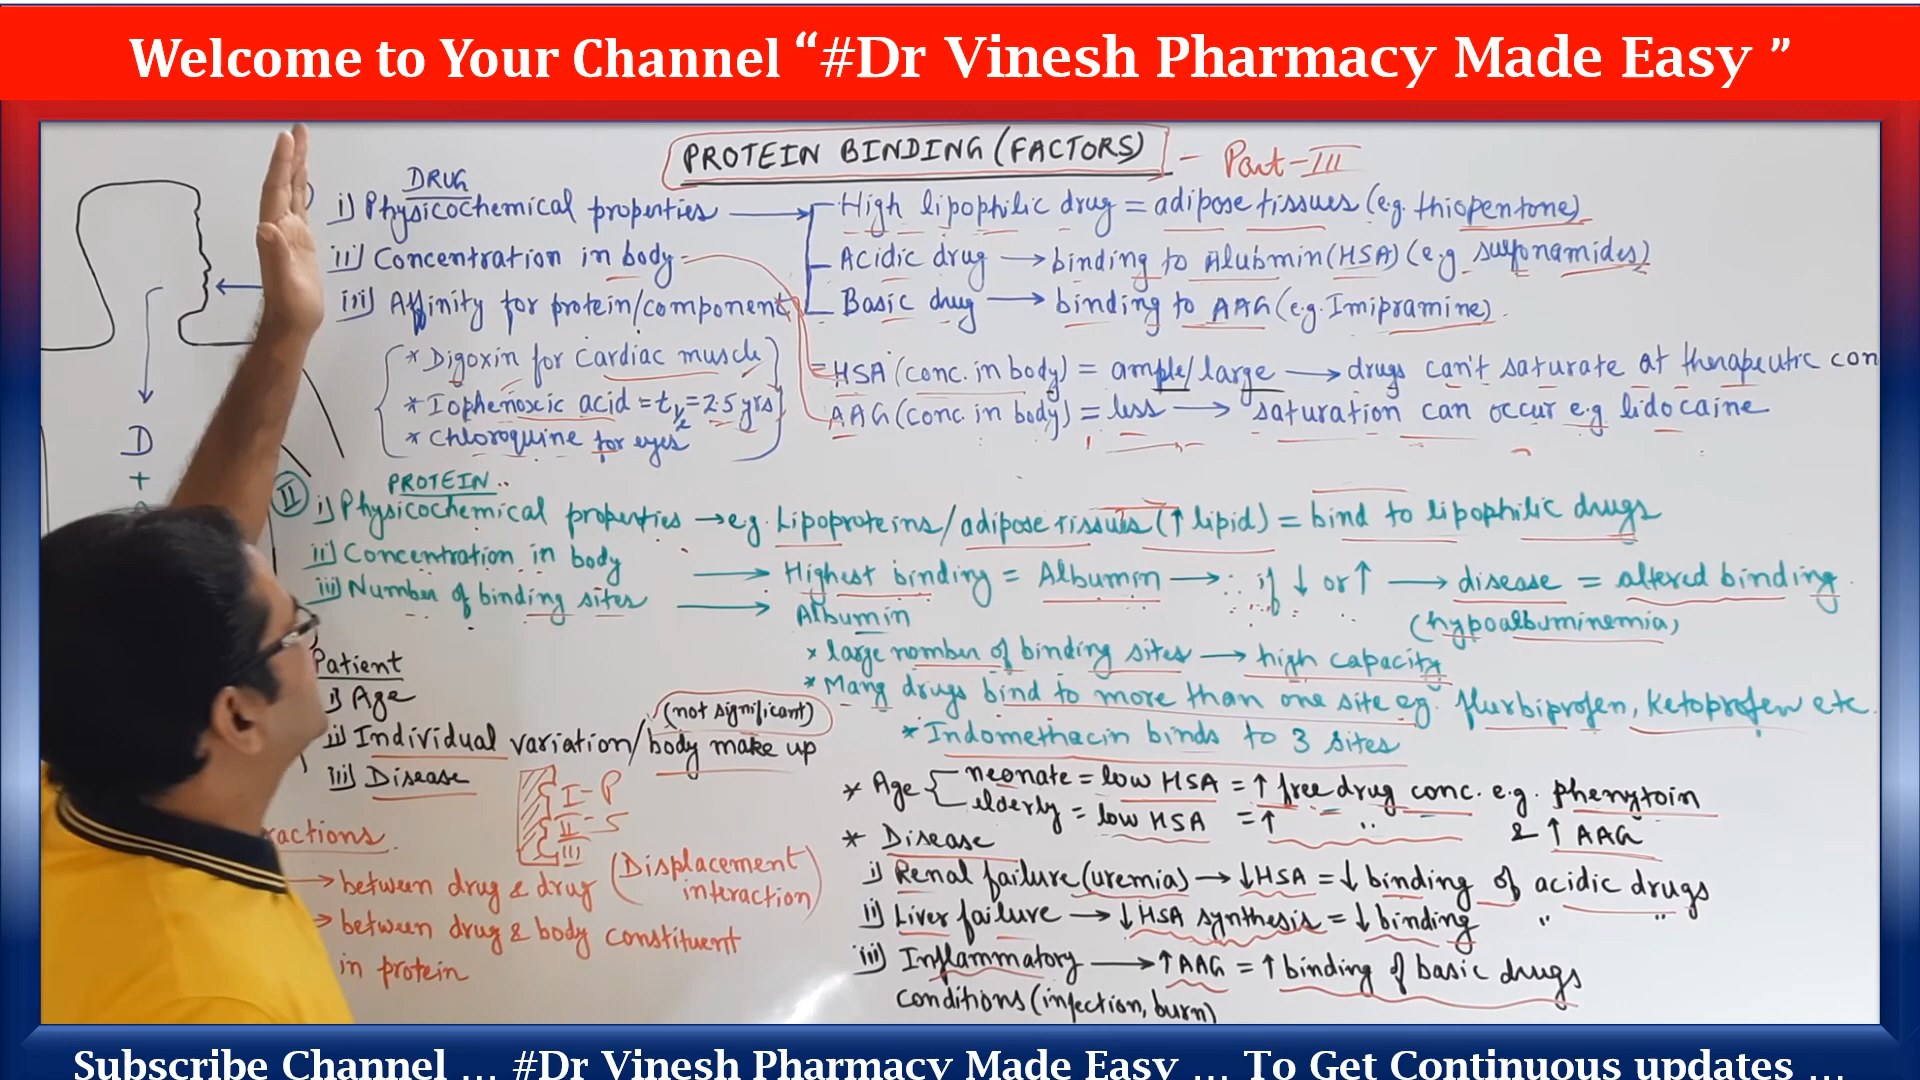 Welcome to Your Channel “#Dr Vinesh Pharmacy Made Easy ”
PROTEIN BINDING (FACTORS) - Part-III
DRUG
i) Physicochemical properties → High lipophilic drug = adipose tissues (e.g. thiopentone)
ii) Concentration in body
Acidic drug → binding to Alubmin (HSA) (e.g. sulfonamides)
iii) Affinity for protein/component
Basic drug → binding to AAG (e.g. Imipramine)
* Digoxin for Cardiac muscle
* Iophenoxic acid = t½ = 2.5 yrs
* Chloroquine for eyes
= HSA (conc. in body) = ample/large → drugs can't saturate at therapeutic con
AAG (conc. in body) = less → saturation can occur e.g lidocaine
D
+
II PROTEIN..
i) Physicochemical properties → eg. Lipoproteins/adipose tissues (↑ lipid) = bind to lipophilic drugs
ii) Concentration in body → Highest binding = Albumin → ∴ if ↓ or ↑ → disease = altered binding
(hypoalbuminemia)
iii) Number of binding sites → Albumin
* large nomber of binding sites → high capacity
* Many drugs bind to more than one site eg. flurbiprofen, Ketoprofen etc.
* Indomethacin binds to 3 sites
Patient
i) Age
ii) Individual variation/body make up
(not significant)
iii) Disease
I-P
II-S
III
* Age
neonate = low HSA = ↑ free drug conc. e.g. phenytoin
elderly = low HSA = ↑ " & ↑ AAG
* Disease
i) Renal failure (uremia) → ↓HSA = ↓ binding of acidic drugs
ii) Liver failure → ↓ HSA synthesis = ↓ binding " "
iii) Inflammatory → ↑ AAG = ↑ binding of basic drugs
conditions (infection, burn)
ractions
→ between drug & drug (Displacement interaction)
→ between drug & body constituent
in protein
Subscribe Channel ... #Dr Vinesh Pharmacy Made Easy ... To Get Continuous updates ...